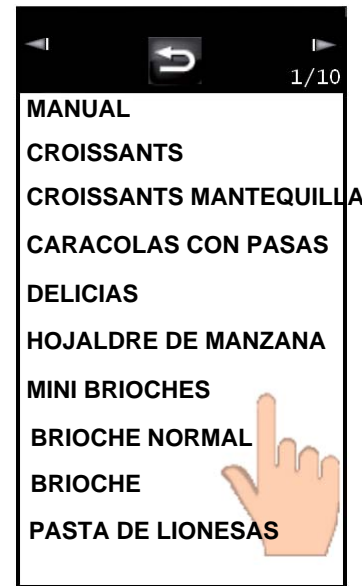 1/10
MANUAL
CROISSANTS
CROISSANTS MANTEQUILLA
CARACOLAS CON PASAS
DELICIAS
HOJALDRE DE MANZANA
MINI BRIOCHES
BRIOCHE NORMAL
BRIOCHE
PASTA DE LIONESAS